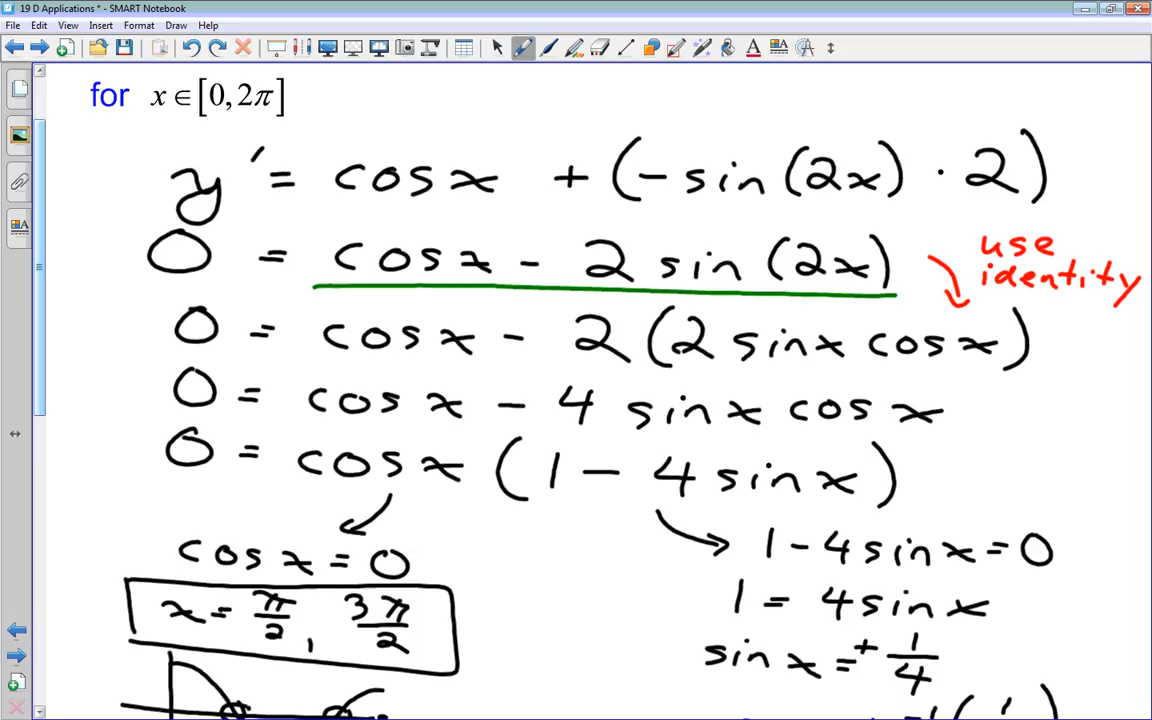 19 D Applications * - SMART Notebook
File Edit View Insert Format Draw Help
for x ∈ [0, 2π]
y' = cos x + (- sin (2x) · 2)
0 = cos x - 2 sin (2x)
use
identity
0 = cos x - 2 (2 sin x cos x)
0 = cos x - 4 sin x cos x
0 = cos x (1 - 4 sin x)
cos x = 0
x = π/2, 3π/2
1 - 4 sin x = 0
1 = 4 sin x
sin x = + 1/4